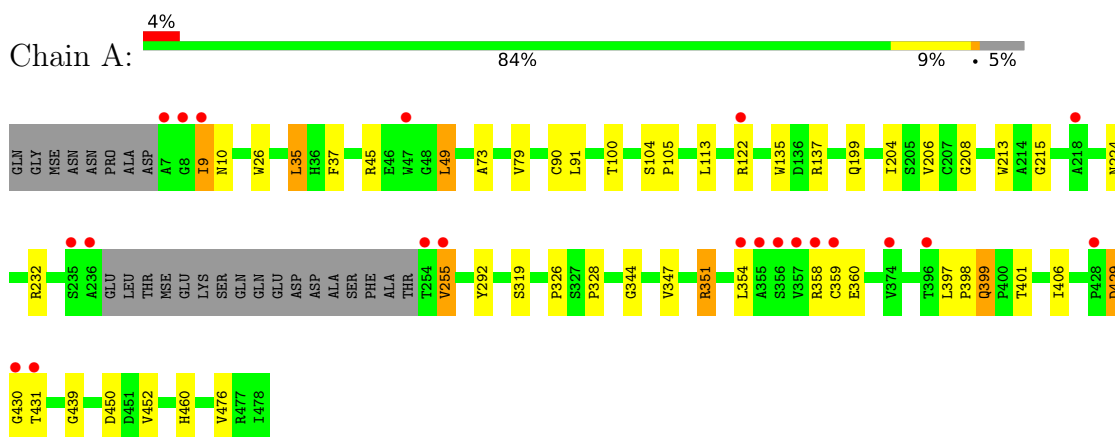 4%
Chain A:
84% 9% • 5%
GLN GLY MSE ASN ASN PRO ALA ASP A7 G8 I9 N10 W26 L35 H36 F37 R45 E46 W47 G48 L49 A73 V79 C90 L91 T100 S104 P105 L113 R122 W135 D136 R137 Q199 I204 S205 V206 C207 G208 W213 A214 G215 A218 N224
R232 S235 A236 GLU LEU THR MSE GLU LYS SER GLN GLN GLU ASP ASP ALA SER PHE ALA THR T254 V255 Y292 S319 P326 S327 P328 G344 V347 R351 L354 A355 S356 V357 R358 C359 E360 V374 T396 L397 P398 Q399 P400 T401 I406 P428 D429
G430 T431 G439 D450 D451 V452 H460 V476 R477 I478